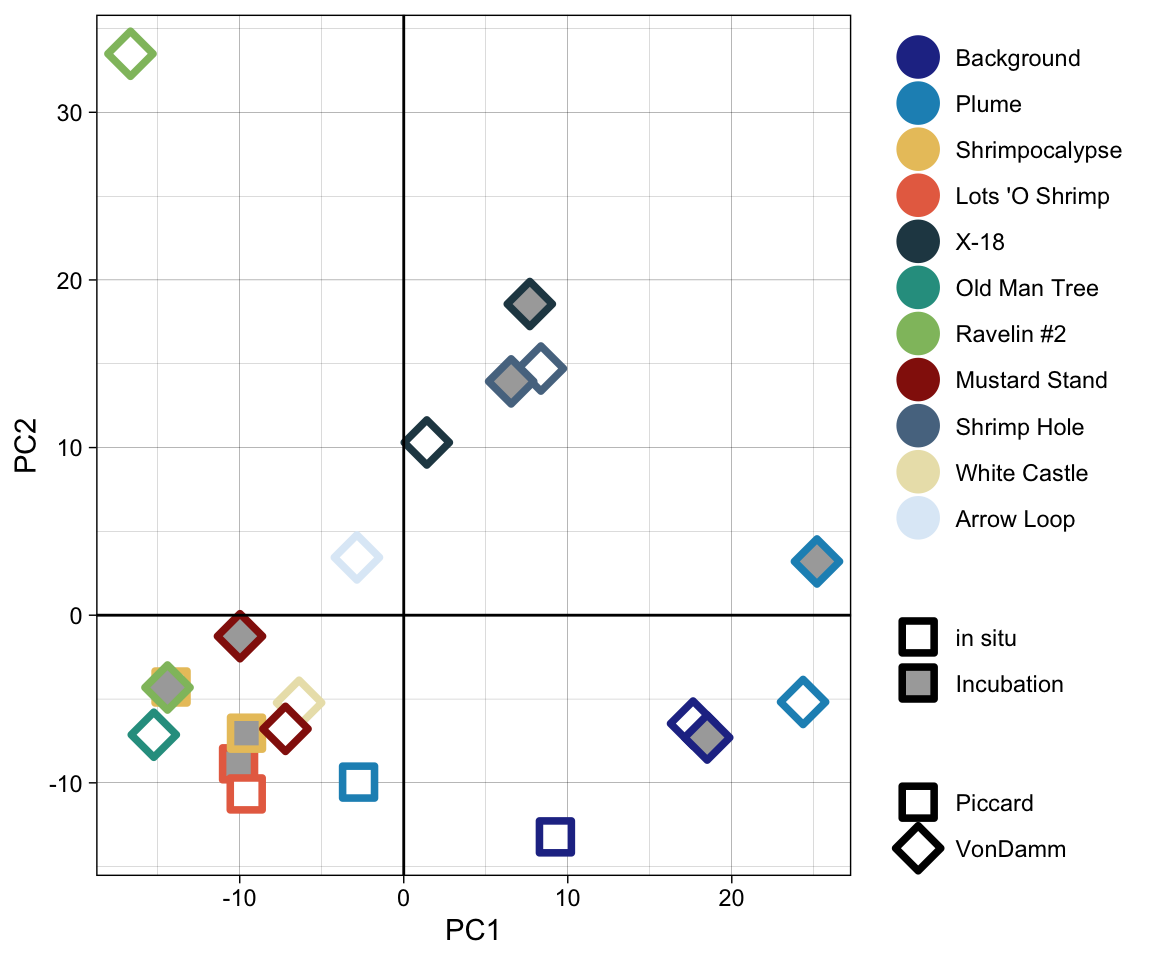 30
20
10
0
-10
PC2
-10
0
10
20
PC1
Background
Plume
Shrimpocalypse
Lots 'O Shrimp
X-18
Old Man Tree
Ravelin #2
Mustard Stand
Shrimp Hole
White Castle
Arrow Loop
in situ
Incubation
Piccard
VonDamm